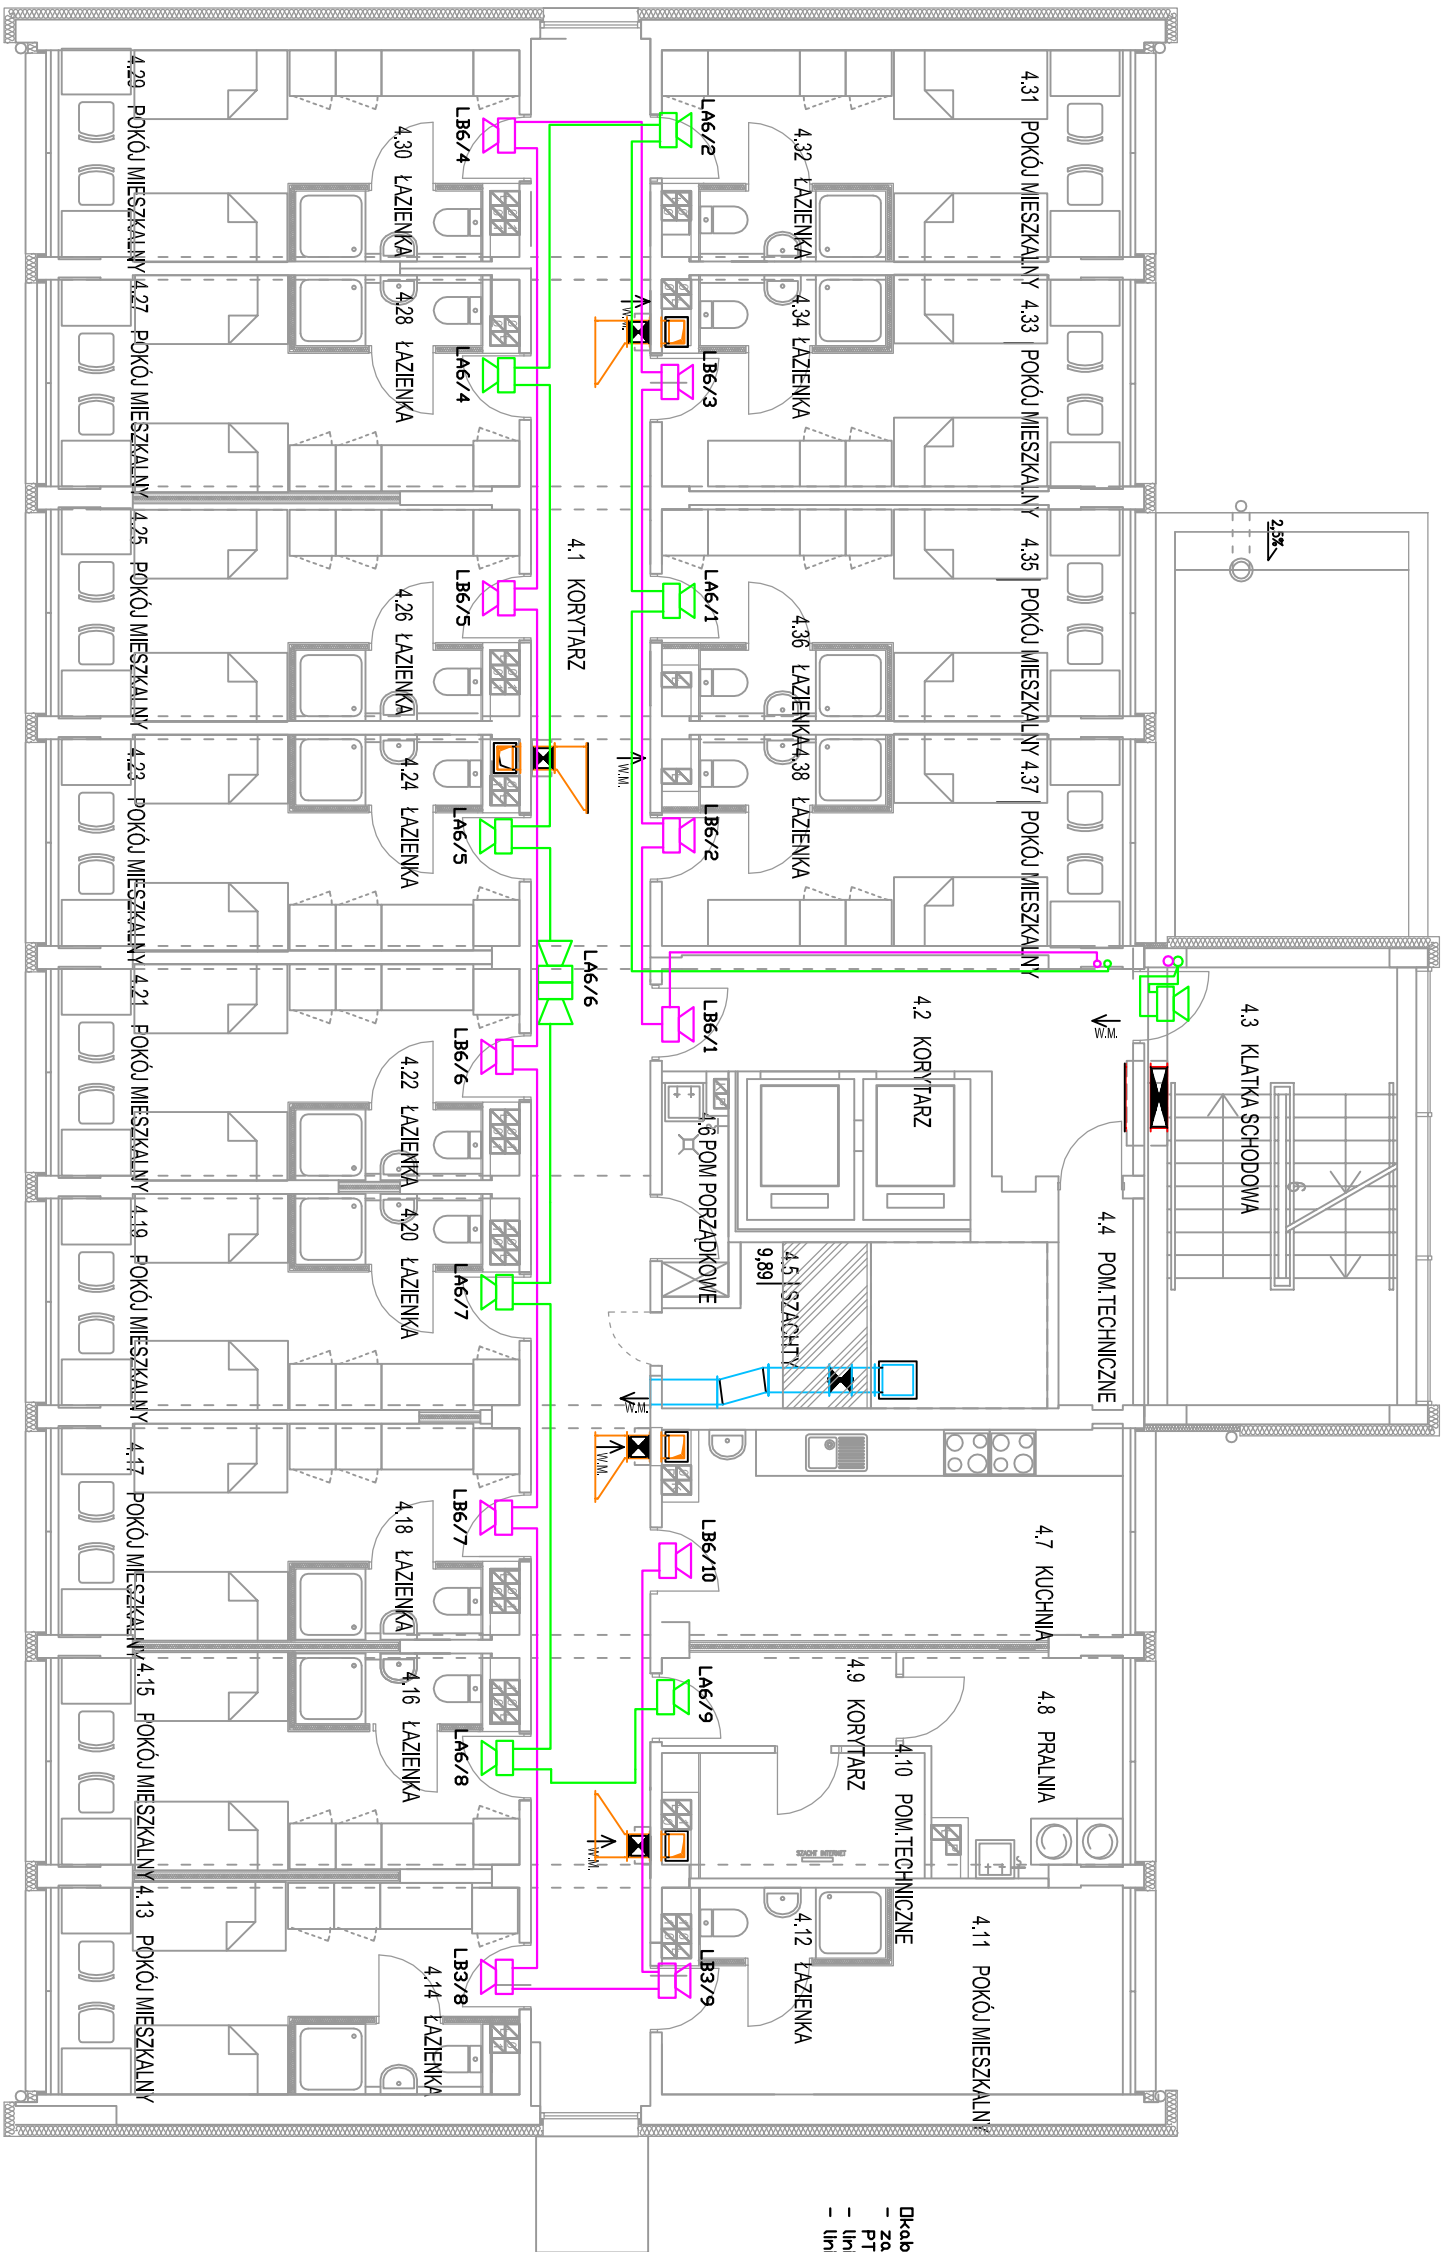 4.29 POKÓJ MIESZKALNY
4.27 POKÓJ MIESZKALNY
4.25 POKÓJ MIESZKALNY
4.23 POKÓJ MIESZKALNY
4.21 POKÓJ MIESZKALNY
4.19 POKÓJ MIESZKALNY
4.17 POKÓJ MIESZKALNY
4.15 POKÓJ MIESZKALNY
4.13 POKÓJ MIESZKALNY
4.30 ŁAZIENKA
4.28 ŁAZIENKA
4.26 ŁAZIENKA
4.24 ŁAZIENKA
4.22 ŁAZIENKA
4.20 ŁAZIENKA
4.18 ŁAZIENKA
4.16 ŁAZIENKA
4.14 ŁAZIENKA
LB6/4
LA6/4
LB6/5
LA6/5
LB6/6
LA6/7
LB6/7
LA6/8
LB3/8
4.1 KORYTARZ
LA6/6
W.M.
W.M.
W.M.
W.M.
W.M.
LA6/2
LB6/3
LA6/1
LB6/2
LB6/1
LB6/10
LA6/9
LB3/9
4.32 ŁAZIENKA
4.34 ŁAZIENKA
4.36 ŁAZIENKA
4.38 ŁAZIENKA
4.6 POM PORZĄDKOWE
4.5 SZACHTY
9,89
4.2 KORYTARZ
4.9 KORYTARZ
4.10 POM.TECHNICZNE
SZACHT INTERNET
4.12 ŁAZIENKA
4.31 POKÓJ MIESZKALNY
4.33 POKÓJ MIESZKALNY
4.35 POKÓJ MIESZKALNY
4.37 POKÓJ MIESZKALNY
4.7 KUCHNIA
4.8 PRALNIA
4.11 POKÓJ MIESZKALNY
W.M.
4.4 POM.TECHNICZNE
4.3 KLATKA SCHODOWA
2,5%
Okab
- za
PT
- lini
- lini